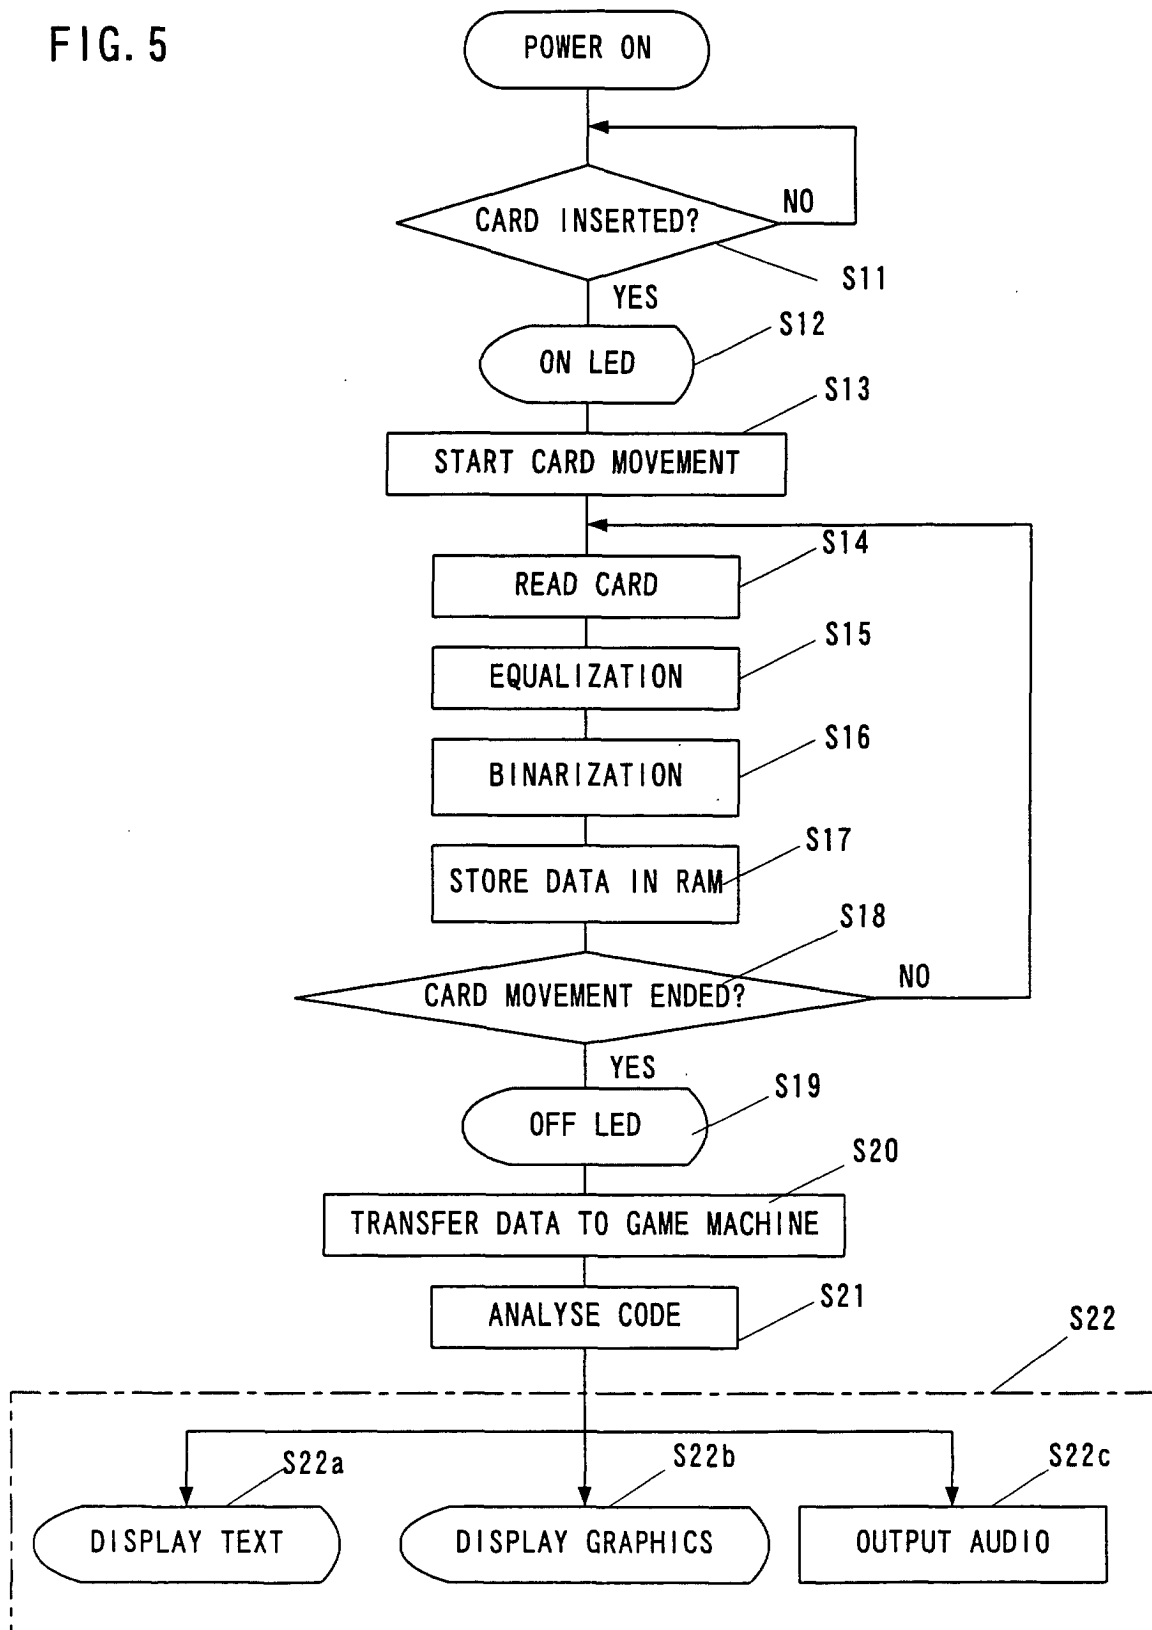 FIG. 5
POWER ON
CARD INSERTED?
NO
S11
YES
S12
ON LED
S13
START CARD MOVEMENT
S14
READ CARD
S15
EQUALIZATION
S16
BINARIZATION
S17
STORE DATA IN RAM
S18
CARD MOVEMENT ENDED?
NO
YES
S19
OFF LED
S20
TRANSFER DATA TO GAME MACHINE
S21
ANALYSE CODE
S22
S22a
S22b
S22c
DISPLAY TEXT
DISPLAY GRAPHICS
OUTPUT AUDIO